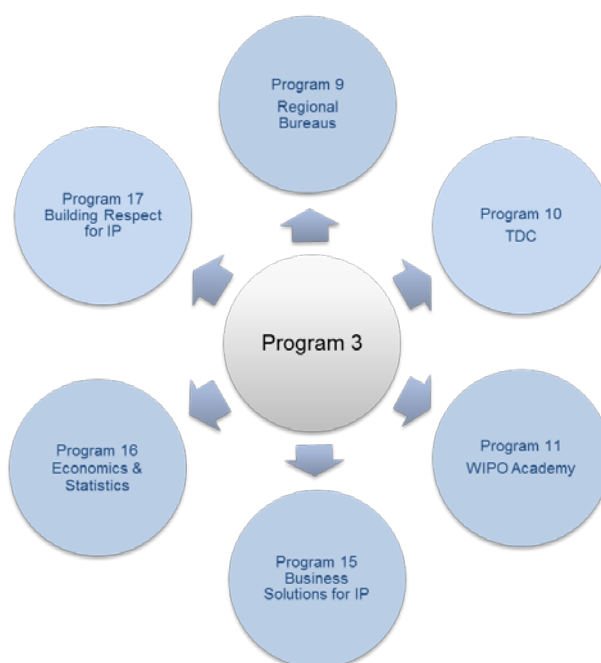 Program 9
Regional
Bureaus
Program 17
Building Respect
for IP
Program 10
TDC
Program 3
Program 16
Economics &
Statistics
Program 11
WIPO Academy
Program 15
Business
Solutions for IP